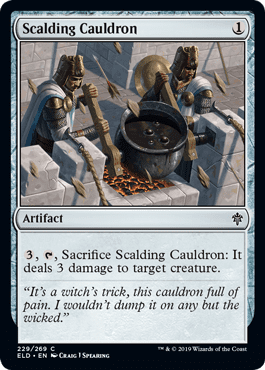 Scalding Cauldron 1
Artifact
3, T, Sacrifice Scalding Cauldron: It
deals 3 damage to target creature.
"It's a witch's trick, this cauldron full of
pain. I wouldn't dump it on any but the
wicked."
229/269 C
ELD • EN Craig J Spearing
™ & © 2019 Wizards of the Coast